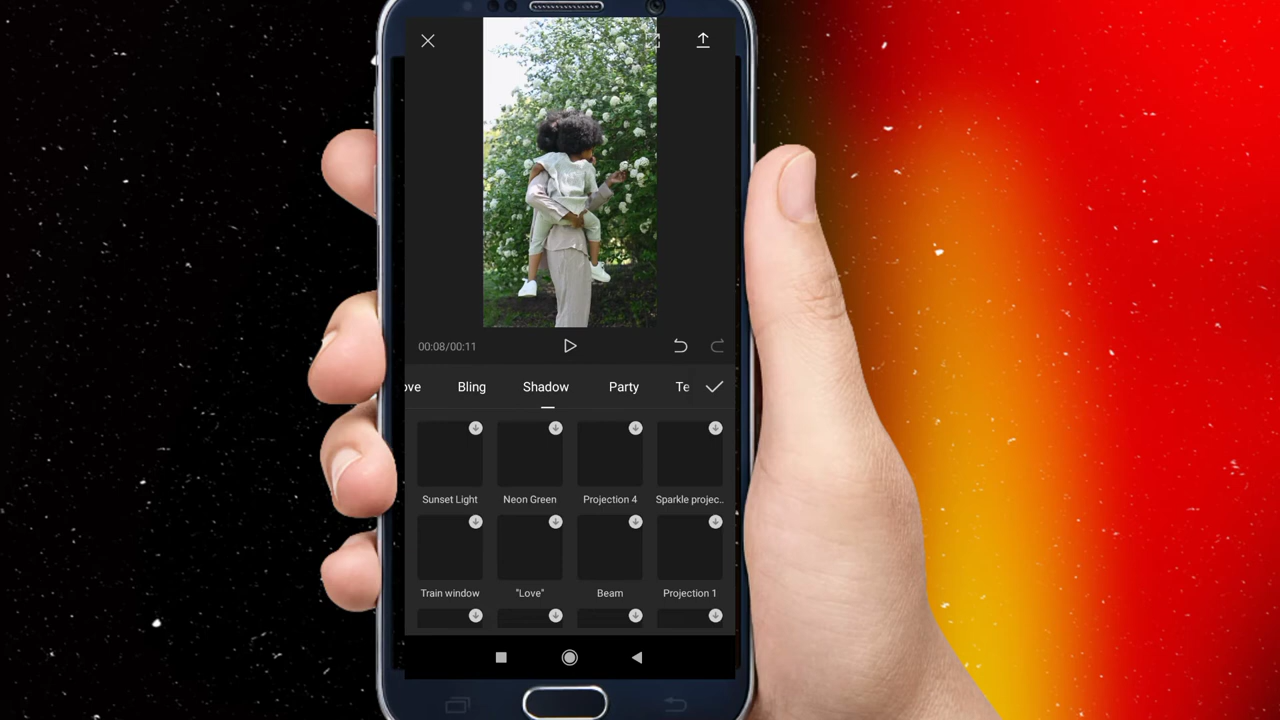 00:08/00:11
ove Bling Shadow Party Te
Sunset Light Neon Green Projection 4 Sparkle projec..
Train window "Love" Beam Projection 1